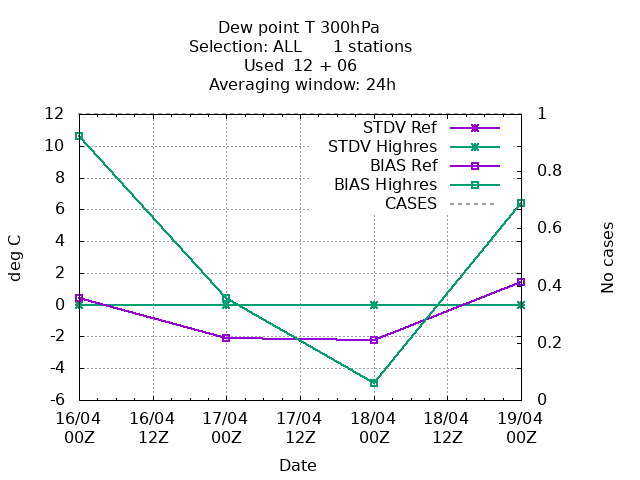 Dew point T 300hPa
Selection: ALL      1 stations
Used  12 + 06
Averaging window: 24h
12
10
8
6
4
2
0
-2
-4
-6
deg C
1
0.8
0.6
0.4
0.2
0
No cases
STDV Ref
STDV Highres
BIAS Ref
BIAS Highres
CASES
16/04 16/04 17/04 17/04 18/04 18/04 19/04
00Z 12Z 00Z 12Z 00Z 12Z 00Z
Date